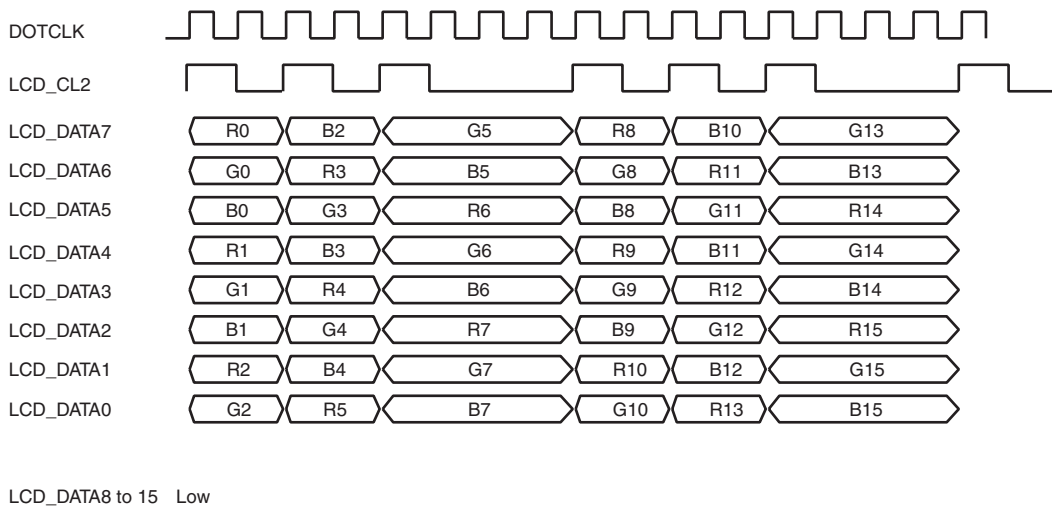 DOTCLK
LCD_CL2
LCD_DATA7 R0 B2 G5 R8 B10 G13
LCD_DATA6 G0 R3 B5 G8 R11 B13
LCD_DATA5 B0 G3 R6 B8 G11 R14
LCD_DATA4 R1 B3 G6 R9 B11 G14
LCD_DATA3 G1 R4 B6 G9 R12 B14
LCD_DATA2 B1 G4 R7 B9 G12 R15
LCD_DATA1 R2 B4 G7 R10 B12 G15
LCD_DATA0 G2 R5 B7 G10 R13 B15
LCD_DATA8 to 15 Low